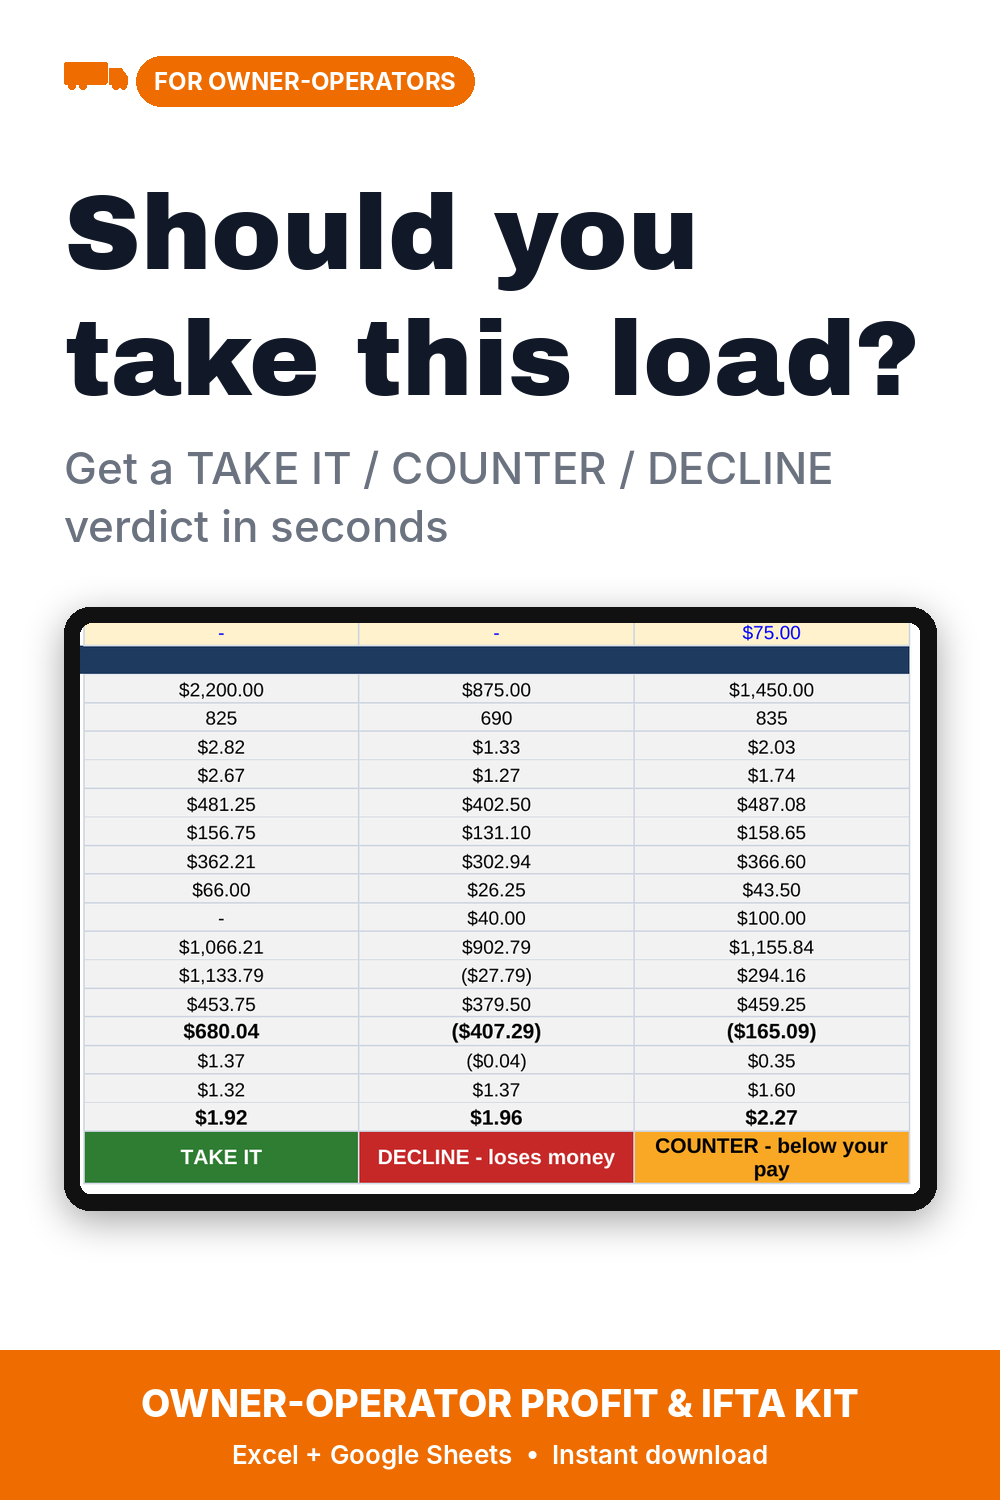 FOR OWNER-OPERATORS
Should you
take this load?
Get a TAKE IT / COUNTER / DECLINE
verdict in seconds
- - $75.00
$2,200.00 $875.00 $1,450.00
825 690 835
$2.82 $1.33 $2.03
$2.67 $1.27 $1.74
$481.25 $402.50 $487.08
$156.75 $131.10 $158.65
$362.21 $302.94 $366.60
$66.00 $26.25 $43.50
- $40.00 $100.00
$1,066.21 $902.79 $1,155.84
$1,133.79 ($27.79) $294.16
$453.75 $379.50 $459.25
$680.04 ($407.29) ($165.09)
$1.37 ($0.04) $0.35
$1.32 $1.37 $1.60
$1.92 $1.96 $2.27
TAKE IT DECLINE - loses money COUNTER - below your
pay
OWNER-OPERATOR PROFIT & IFTA KIT
Excel + Google Sheets • Instant download